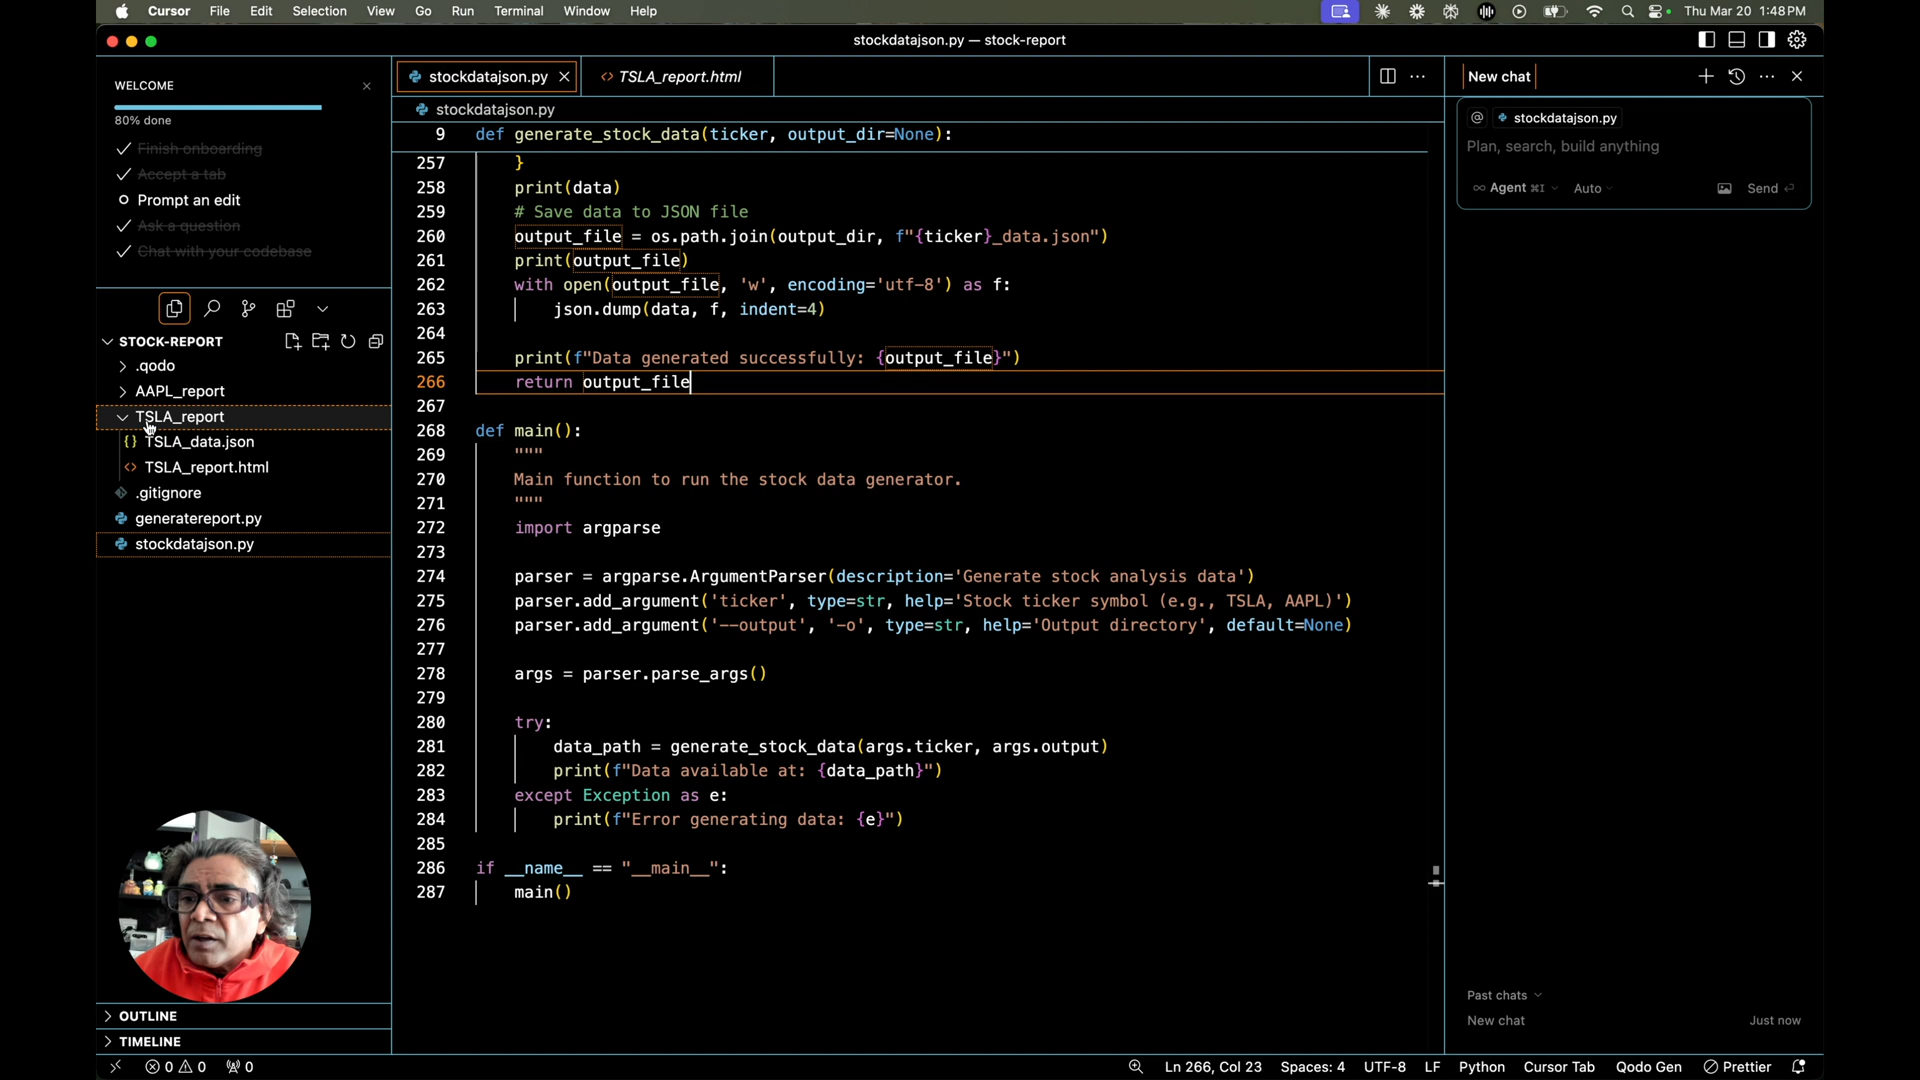 Cursor File Edit Selection View Go Run Terminal Window Help Thu Mar 20 1:48 PM
stockdatajson.py — stock-report
WELCOME
80% done
Finish onboarding
Accept a tab
Prompt an edit
Ask a question
Chat with your codebase
STOCK-REPORT
.qodo
AAPL_report
TSLA_report
{} TSLA_data.json
<> TSLA_report.html
.gitignore
generatereport.py
stockdatajson.py
OUTLINE
TIMELINE
stockdatajson.py <> TSLA_report.html
stockdatajson.py
9 def generate_stock_data(ticker, output_dir=None):
257 }
258 print(data)
259 # Save data to JSON file
260 output_file = os.path.join(output_dir, f"{ticker}_data.json")
261 print(output_file)
262 with open(output_file, 'w', encoding='utf-8') as f:
263 json.dump(data, f, indent=4)
264
265 print(f"Data generated successfully: {output_file}")
266 return output_file
267
268 def main():
269 """
270 Main function to run the stock data generator.
271 """
272 import argparse
273
274 parser = argparse.ArgumentParser(description='Generate stock analysis data')
275 parser.add_argument('ticker', type=str, help='Stock ticker symbol (e.g., TSLA, AAPL)')
276 parser.add_argument('--output', '-o', type=str, help='Output directory', default=None)
277
278 args = parser.parse_args()
279
280 try:
281 data_path = generate_stock_data(args.ticker, args.output)
282 print(f"Data available at: {data_path}")
283 except Exception as e:
284 print(f"Error generating data: {e}")
285
286 if __name__ == "__main__":
287 main()
New chat
@ stockdatajson.py
Plan, search, build anything
∞ Agent ⌘I Auto Send ⏎
Past chats
New chat Just now
0 0 0 Ln 266, Col 23 Spaces: 4 UTF-8 LF Python Cursor Tab Qodo Gen Prettier